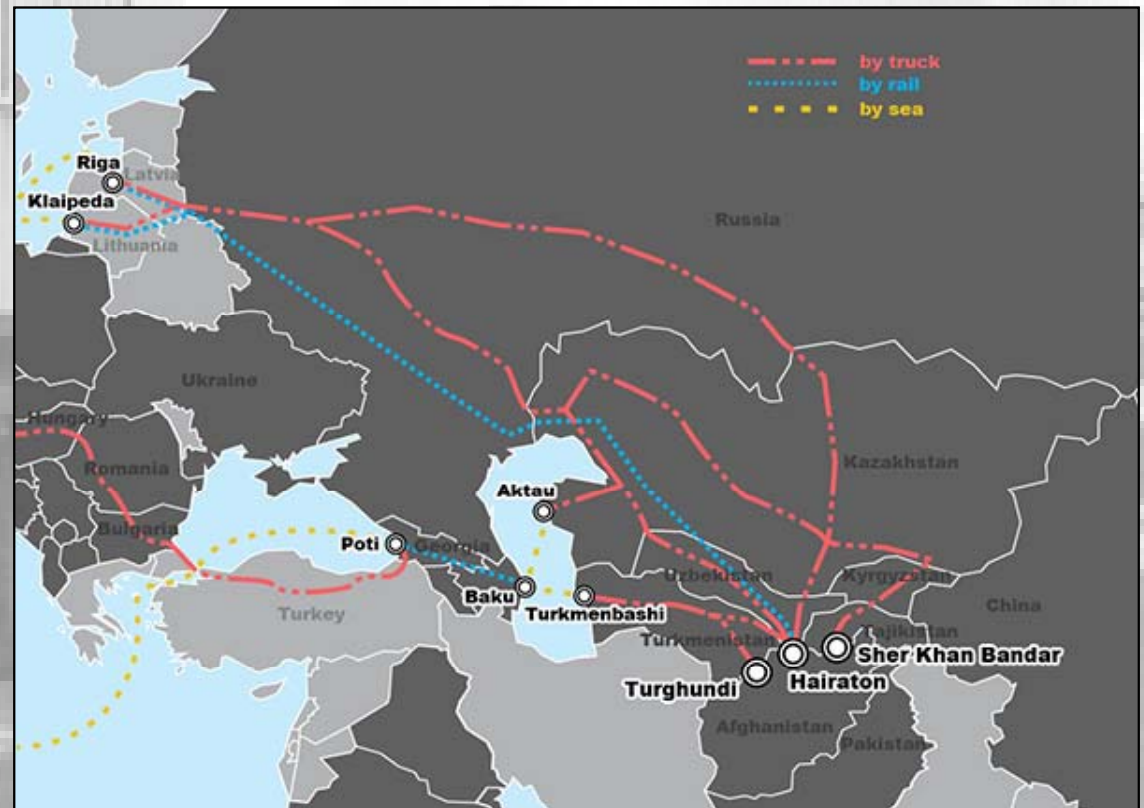 by truck
by rail
by sea
Riga
Latvia
Klaipeda
Lithuania
Russia
Ukraine
Hungary
Romania
Bulgaria
Kazakhstan
Aktau
Poti
Georgia
Baku
Turkmenbashi
Uzbekistan
Kyrgyzstan
China
Turkey
Turkmenistan
Tajikistan
Sher Khan Bandar
Hairaton
Turghundi
Afghanistan
Pakistan